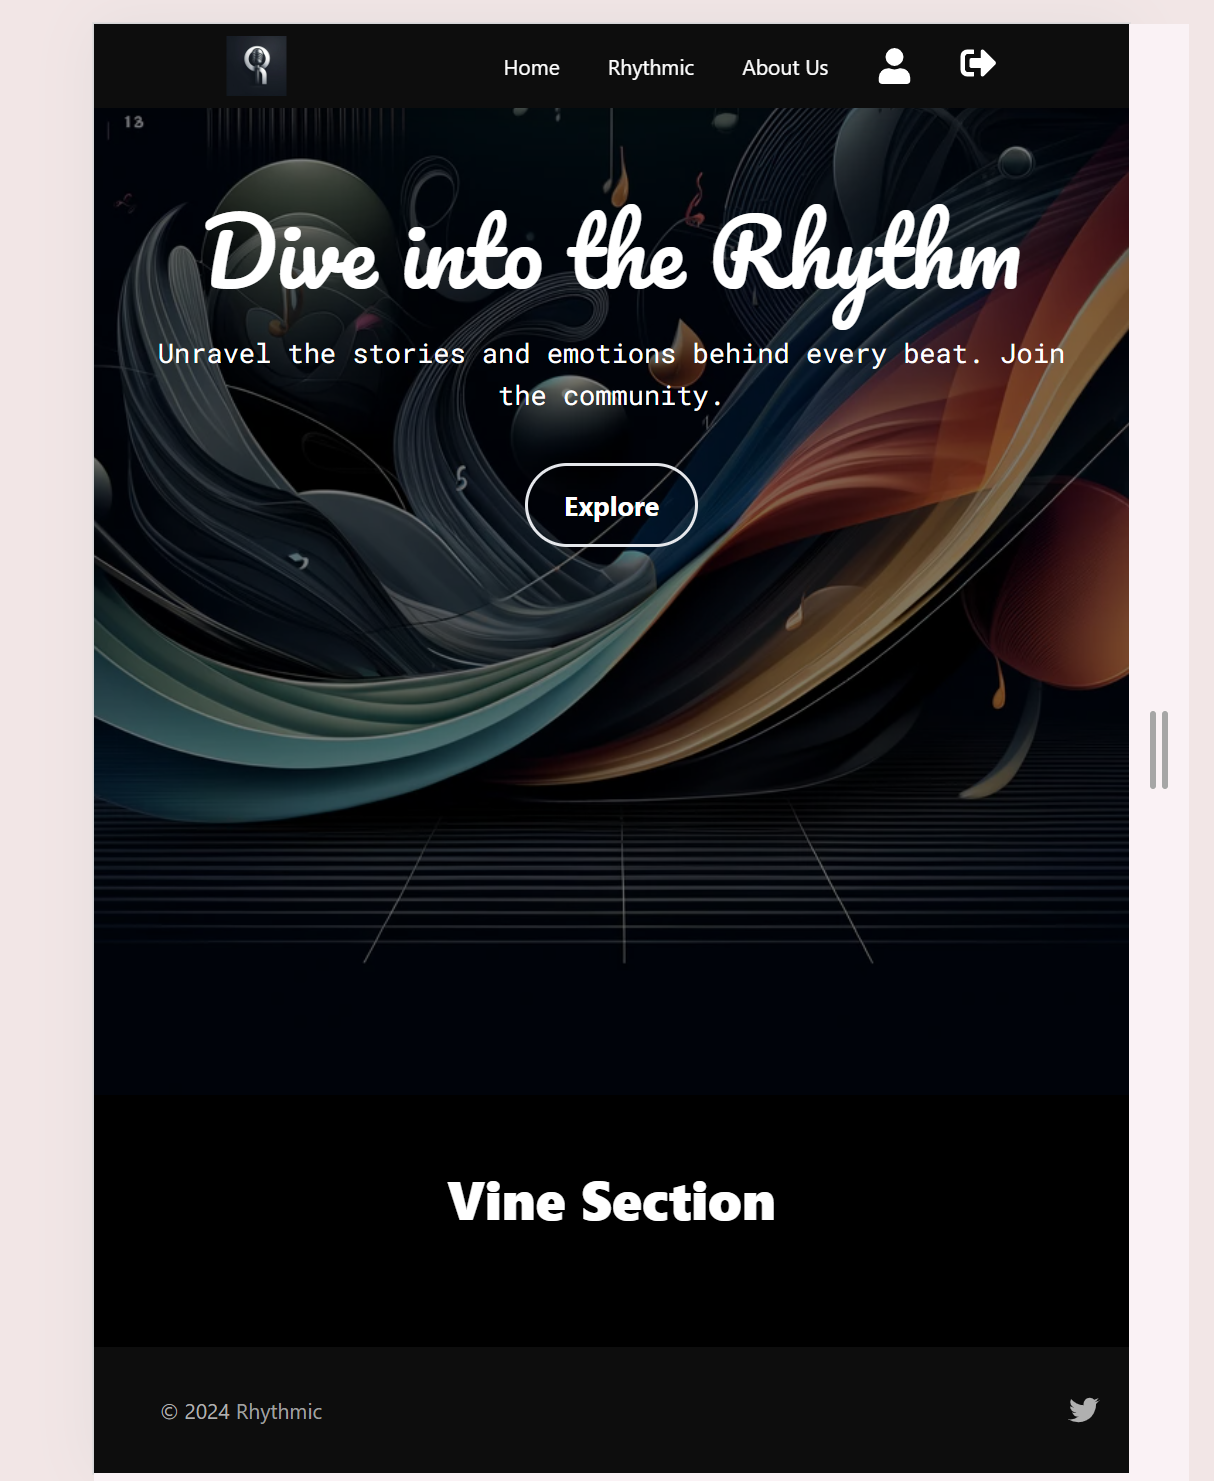 Home Rhythmic About Us
13
Dive into the Rhythm
Unravel the stories and emotions behind every beat. Join
the community.
Explore
Vine Section
© 2024 Rhythmic